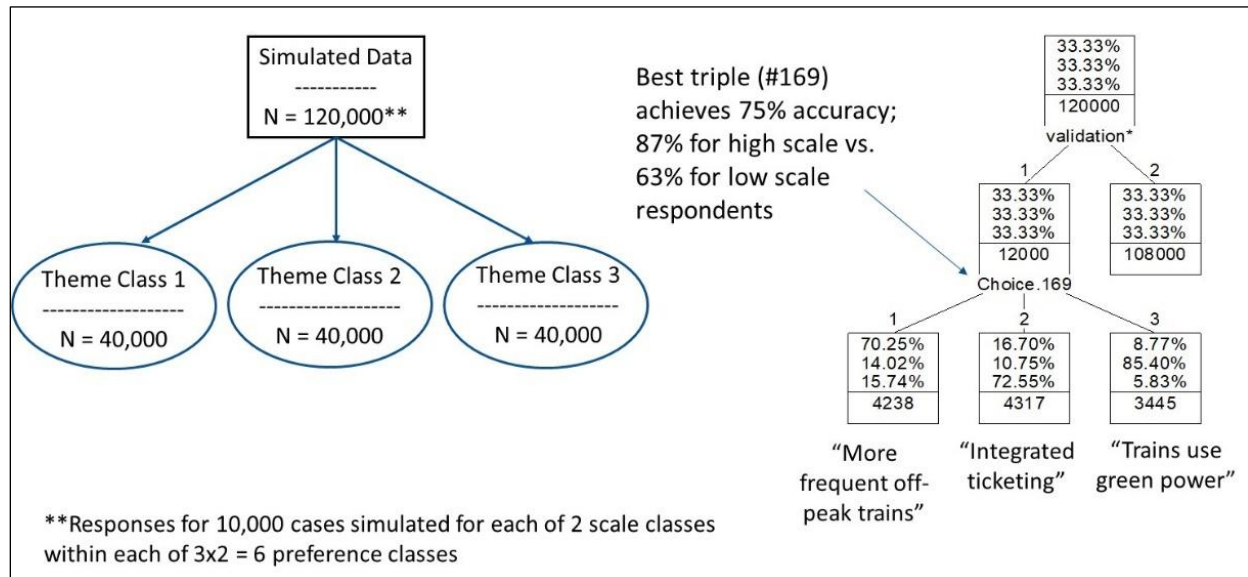 Simulated Data
-----------
N = 120,000**
Theme Class 1
--------------------
N = 40,000
Theme Class 2
--------------------
N = 40,000
Theme Class 3
--------------------
N = 40,000
**Responses for 10,000 cases simulated for each of 2 scale classes
within each of 3x2 = 6 preference classes
Best triple (#169)
achieves 75% accuracy;
87% for high scale vs.
63% for low scale
respondents
33.33%
33.33%
33.33%
120000
validation*
1
33.33%
33.33%
33.33%
12000
2
33.33%
33.33%
33.33%
108000
Choice.169
1
70.25%
14.02%
15.74%
4238
“More
frequent off-
peak trains”
2
16.70%
10.75%
72.55%
4317
“Integrated
ticketing”
3
8.77%
85.40%
5.83%
3445
“Trains use
green power”